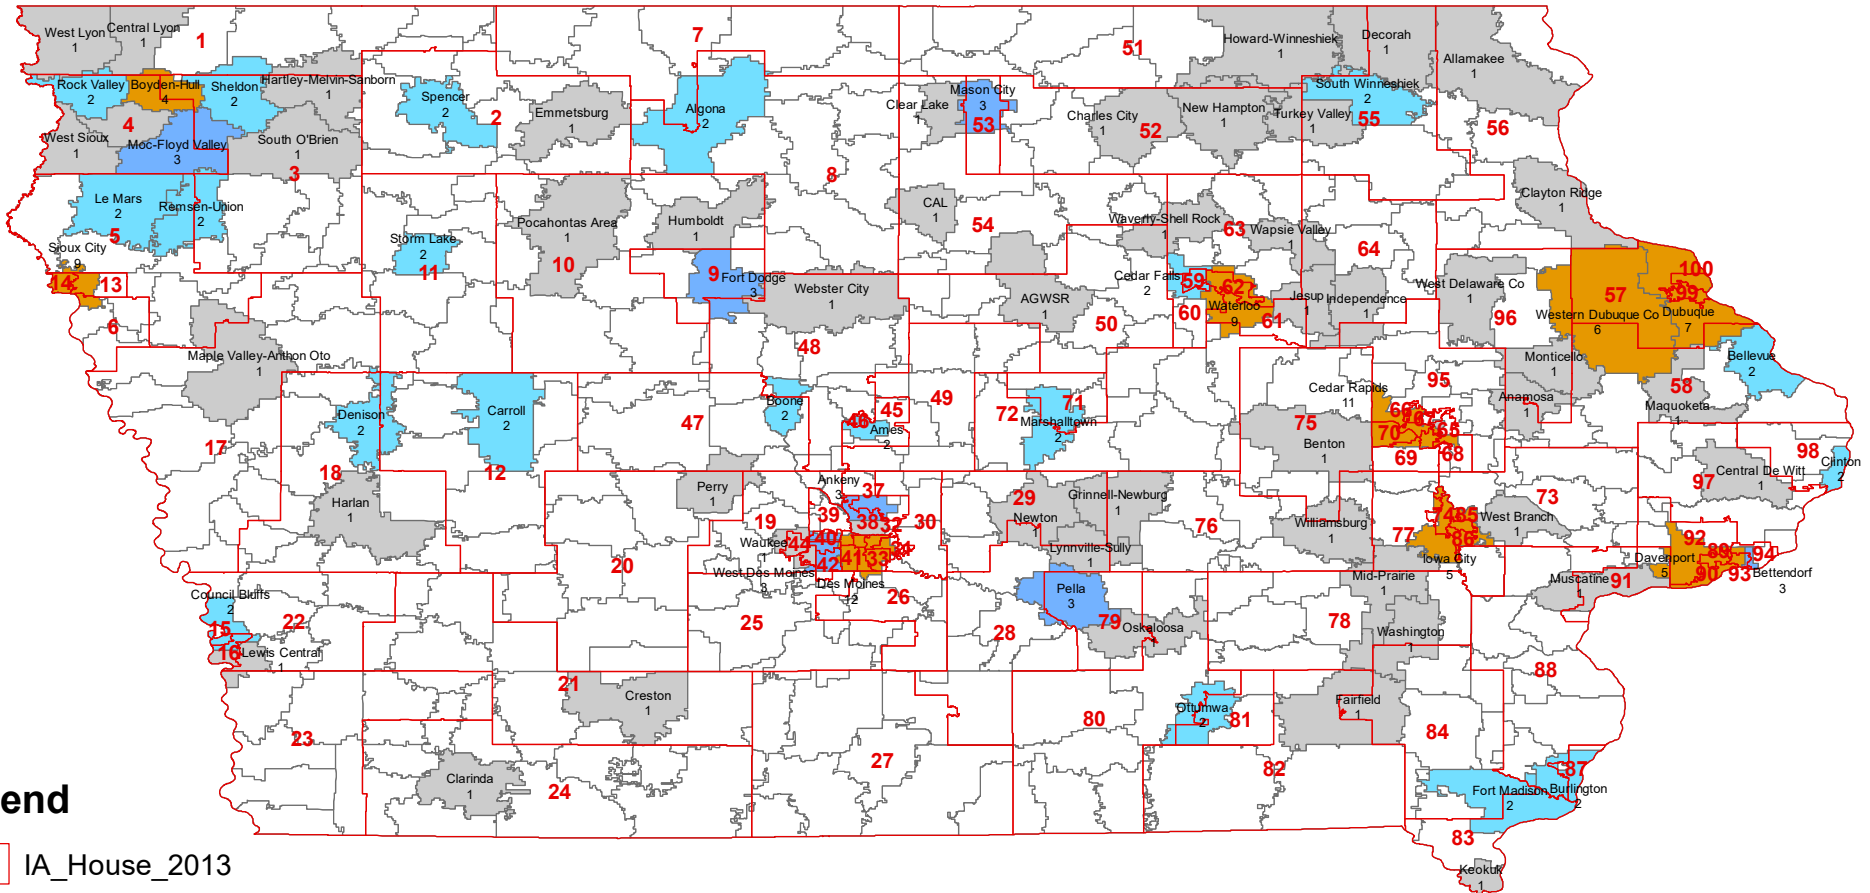 West Lyon
1
Central Lyon
1
1
7
51
Howard-Winneshiek
1
Decorah
1
Allamakee
1
Rock Valley
2
Boyden-Hull
4
Sheldon
2
Hartley-Melvin-Sanborn
1
Spencer
2
2
Emmetsburg
1
Algona
2
Clear Lake
1
Mason City
3
53
Charles City
1
52
New Hampton
1
Turkey Valley
1
South Winneshiek
2
55
56
4
West Sioux
1
Moc-Floyd Valley
3
South O'Brien
1
3
8
Le Mars
2
5
Remsen-Union
2
Pocahontas Area
1
10
Humboldt
1
CAL
1
54
Waverly-Shell Rock
1
63
Wapsie Valley
1
64
Clayton Ridge
1
Sioux City
9
14
13
6
Storm Lake
2
11
9
Fort Dodge
3
Webster City
1
AGWSR
1
50
Cedar Falls
2
59
62
Waterloo
9
60
61
Jesup
1
Independence
1
West Delaware Co
1
96
57
Western Dubuque Co
6
100
99
Dubuque
7
Maple Valley-Anthon Oto
1
48
Monticello
1
Bellevue
2
58
Maquoketa
1
Anamosa
1
95
Cedar Rapids
11
66
67
65
70
69
68
75
Benton
1
17
Denison
2
18
Carroll
2
12
47
Boone
2
46
45
Ames
2
49
72
71
Marshalltown
2
98
Clinton
2
Central De Witt
1
97
Harlan
1
Perry
1
Ankeny
3
37
39
38
32
30
19
Waukee
1
44
40
42
41
33
31
West Des Moines
8
Des Moines
12
26
29
Newton
1
Grinnell-Newburg
1
Lynnville-Sully
1
76
Williamsburg
1
77
74
85
86
Iowa City
5
West Branch
1
73
92
Davenport
5
89
90
94
93
Bettendorf
3
Muscatine
1
91
20
Council Bluffs
2
15
22
16
Lewis Central
1
25
28
Pella
3
79
Oskaloosa
1
Mid-Prairie
1
78
Washington
1
88
21
Creston
1
80
Ottumwa
2
81
Fairfield
1
84
23
Clarinda
1
24
27
82
87
Fort Madison
2
Burlington
2
83
Keokuk
1
end
IA_House_2013